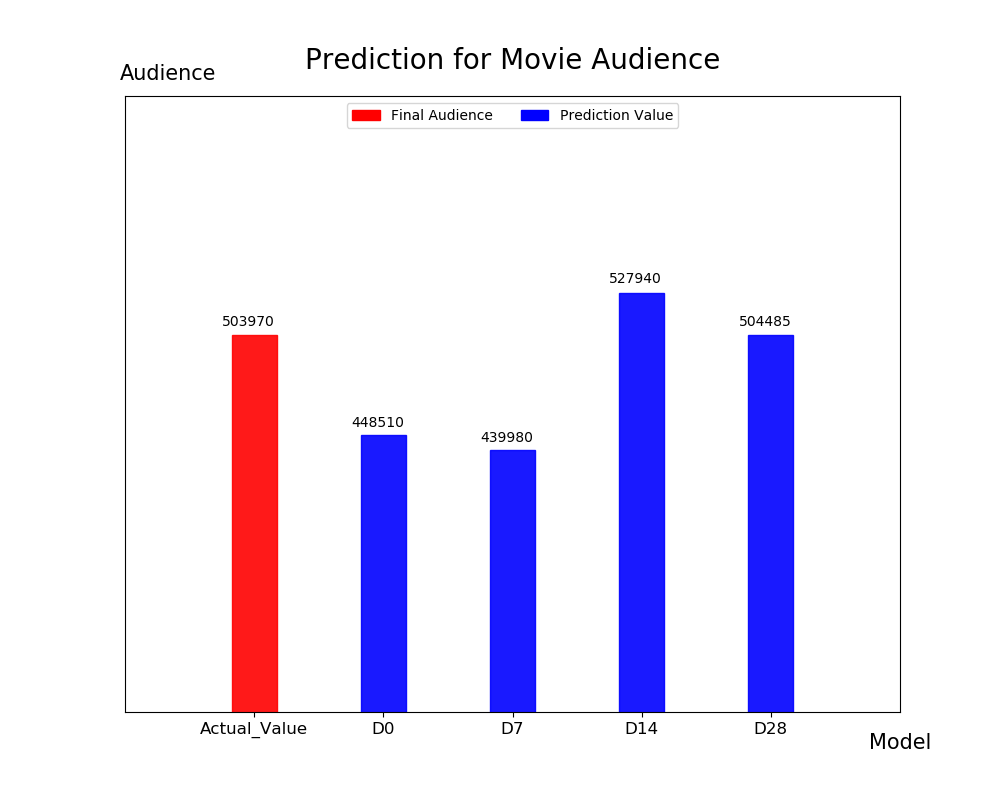 Prediction for Movie Audience
Audience
Final Audience Prediction Value
527940
503970 504485
448510
439980
Actual_Value D0 D7 D14 D28
Model